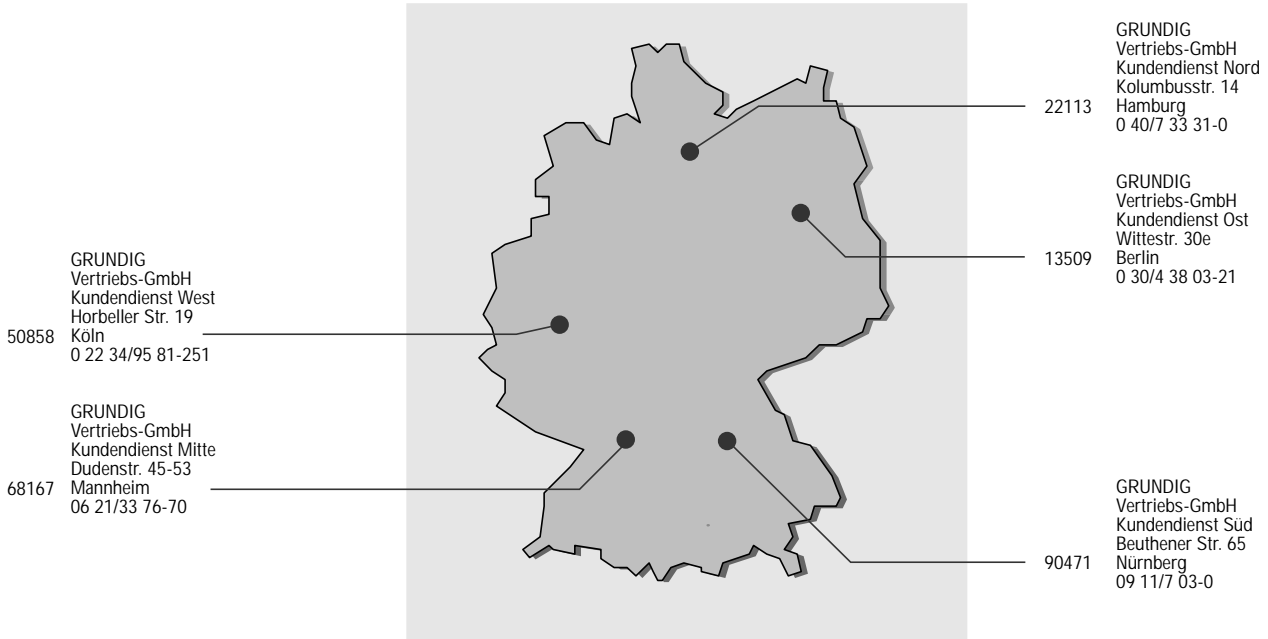 GRUNDIG
Vertriebs-GmbH
Kundendienst Nord
Kolumbusstr. 14
22113 Hamburg
0 40/7 33 31-0
GRUNDIG
Vertriebs-GmbH
Kundendienst Ost
Wittestr. 30e
13509 Berlin
0 30/4 38 03-21
GRUNDIG
Vertriebs-GmbH
Kundendienst West
Horbeller Str. 19
50858 Köln
0 22 34/95 81-251
GRUNDIG
Vertriebs-GmbH
Kundendienst Mitte
Dudenstr. 45-53
68167 Mannheim
06 21/33 76-70
GRUNDIG
Vertriebs-GmbH
Kundendienst Süd
Beuthener Str. 65
90471 Nürnberg
09 11/7 03-0